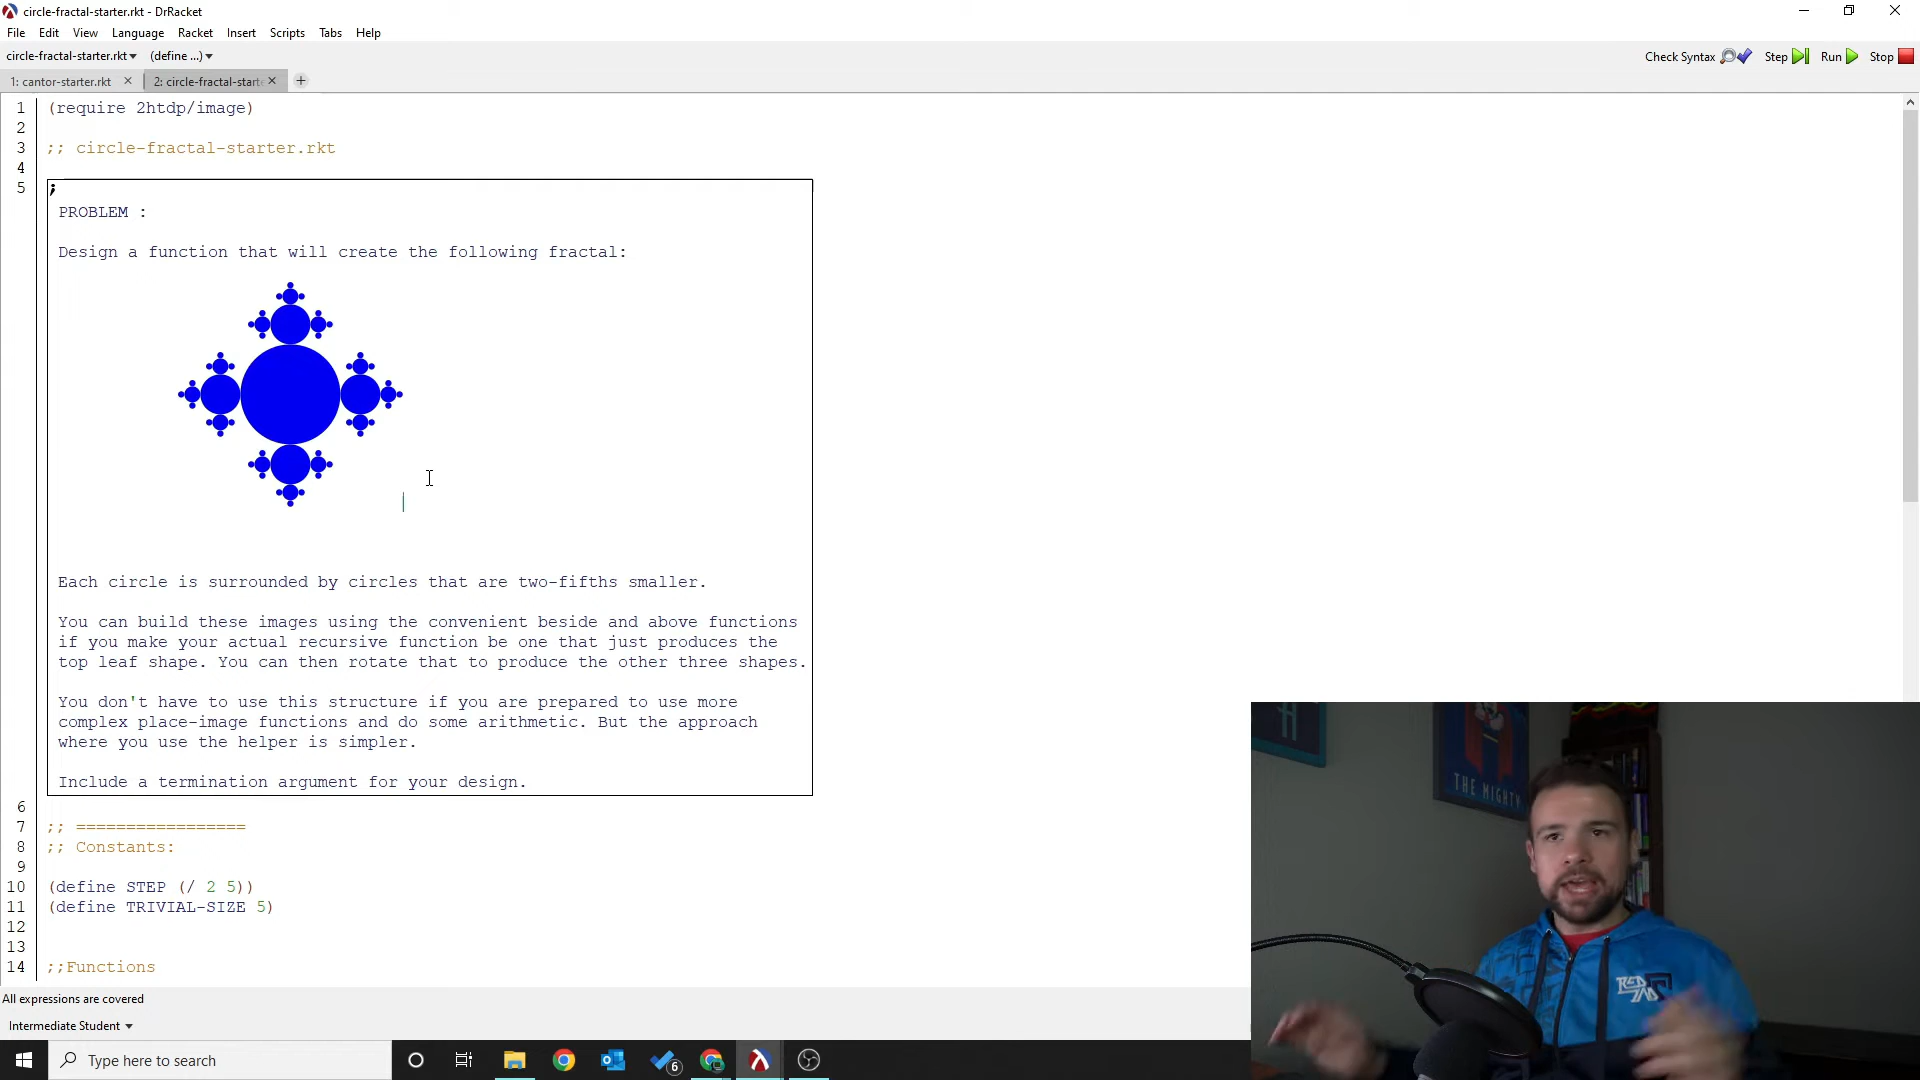 circle-fractal-starter.rkt - DrRacket
File Edit View Language Racket Insert Scripts Tabs Help
circle-fractal-starter.rkt▾ (define ...)▾ Check Syntax Step Run Stop
1: cantor-starter.rkt 2: circle-fractal-starte
1 (require 2htdp/image)
2
3 ;; circle-fractal-starter.rkt
4
5 ;
PROBLEM :
Design a function that will create the following fractal:
Each circle is surrounded by circles that are two-fifths smaller.
You can build these images using the convenient beside and above functions
if you make your actual recursive function be one that just produces the
top leaf shape. You can then rotate that to produce the other three shapes.
You don't have to use this structure if you are prepared to use more
complex place-image functions and do some arithmetic. But the approach
where you use the helper is simpler.
Include a termination argument for your design.
6
7 ;; =================
8 ;; Constants:
9
10 (define STEP (/ 2 5))
11 (define TRIVIAL-SIZE 5)
12
13
14 ;;Functions
All expressions are covered
Intermediate Student ▾
Type here to search
6
THE MIGHTY